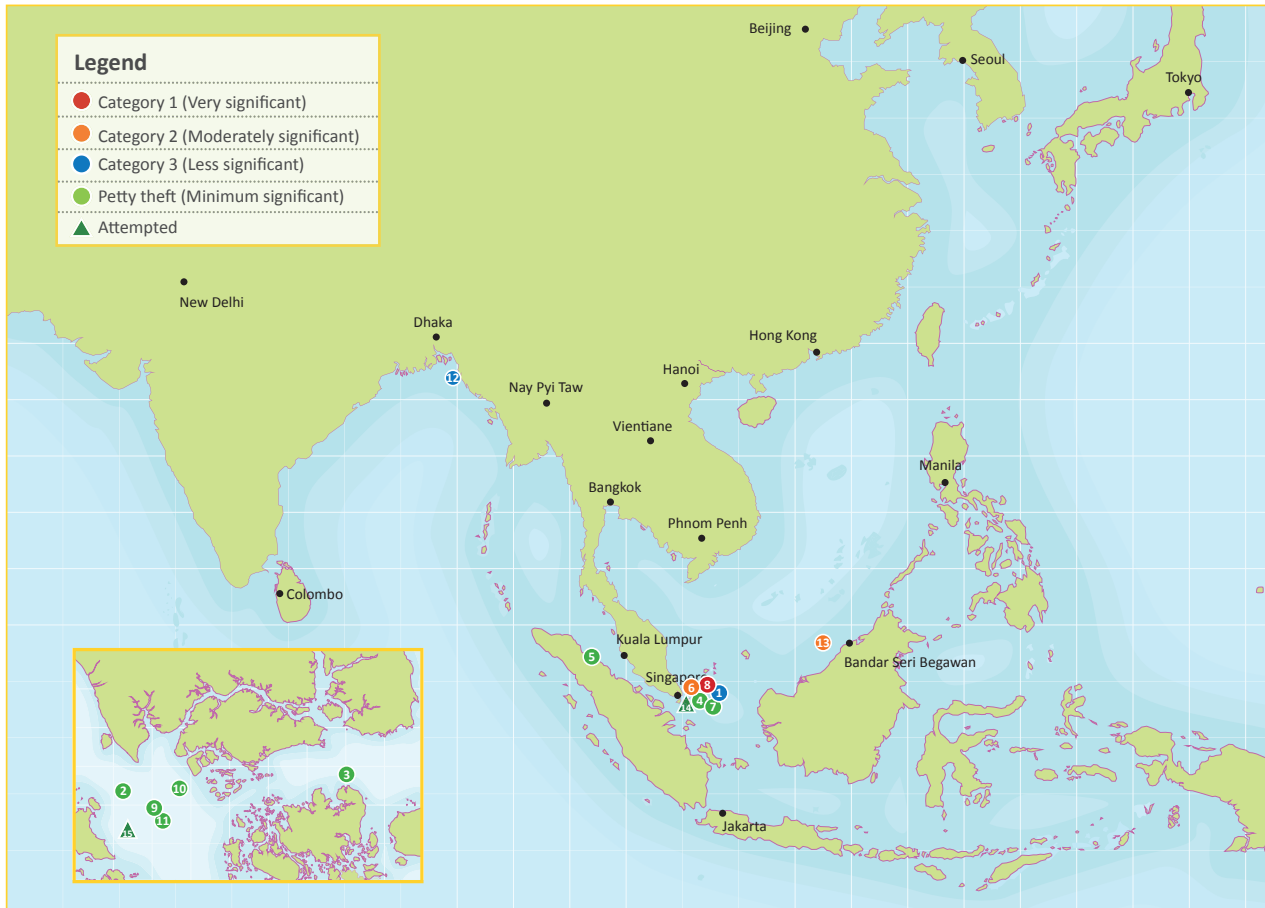 Beijing
Seoul
Tokyo
Legend
Category 1 (Very significant)
Category 2 (Moderately significant)
Category 3 (Less significant)
Petty theft (Minimum significant)
Attempted
New Delhi
Dhaka
Hong Kong
Hanoi
12
Nay Pyi Taw
Vientiane
Manila
Bangkok
Phnom Penh
Colombo
Kuala Lumpur
13
5
Bandar Seri Begawan
Singapore
6
8
1
4
7
14
3
10
2
9
11
15
Jakarta